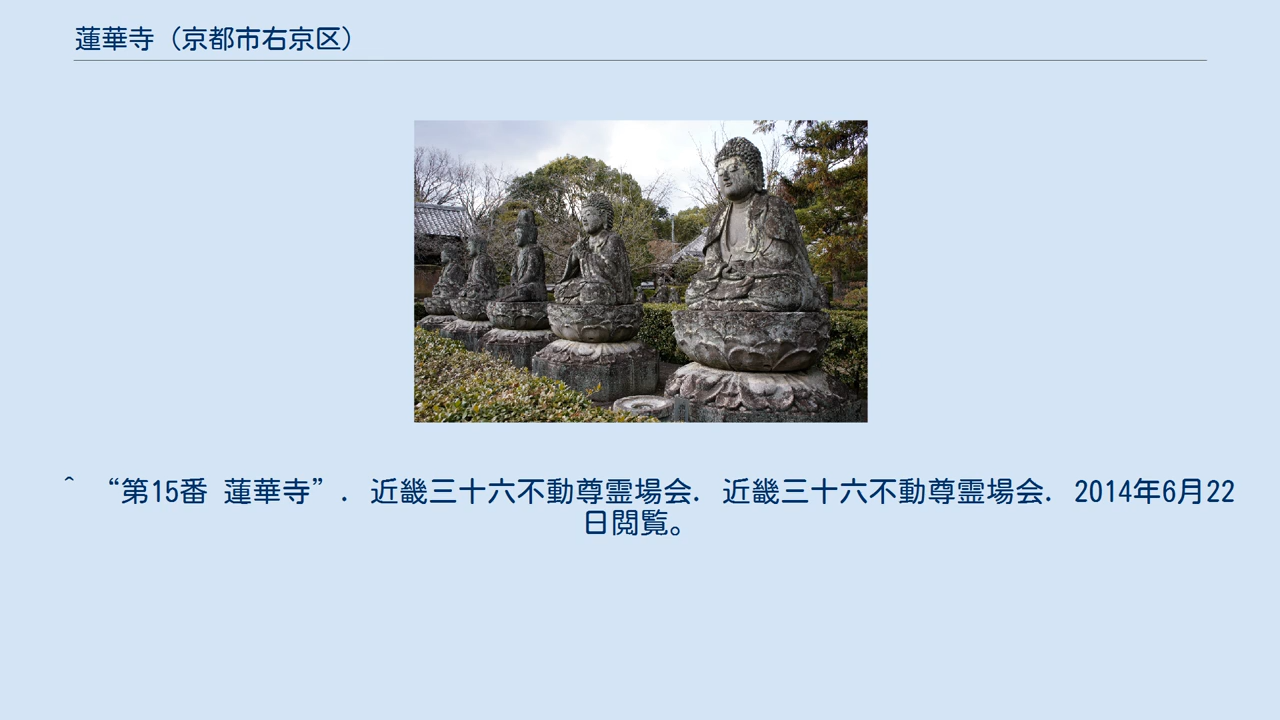 蓮華寺（京都市右京区）
^ “第15番 蓮華寺”. 近畿三十六不動尊霊場会. 近畿三十六不動尊霊場会. 2014年6月22
日閲覧。